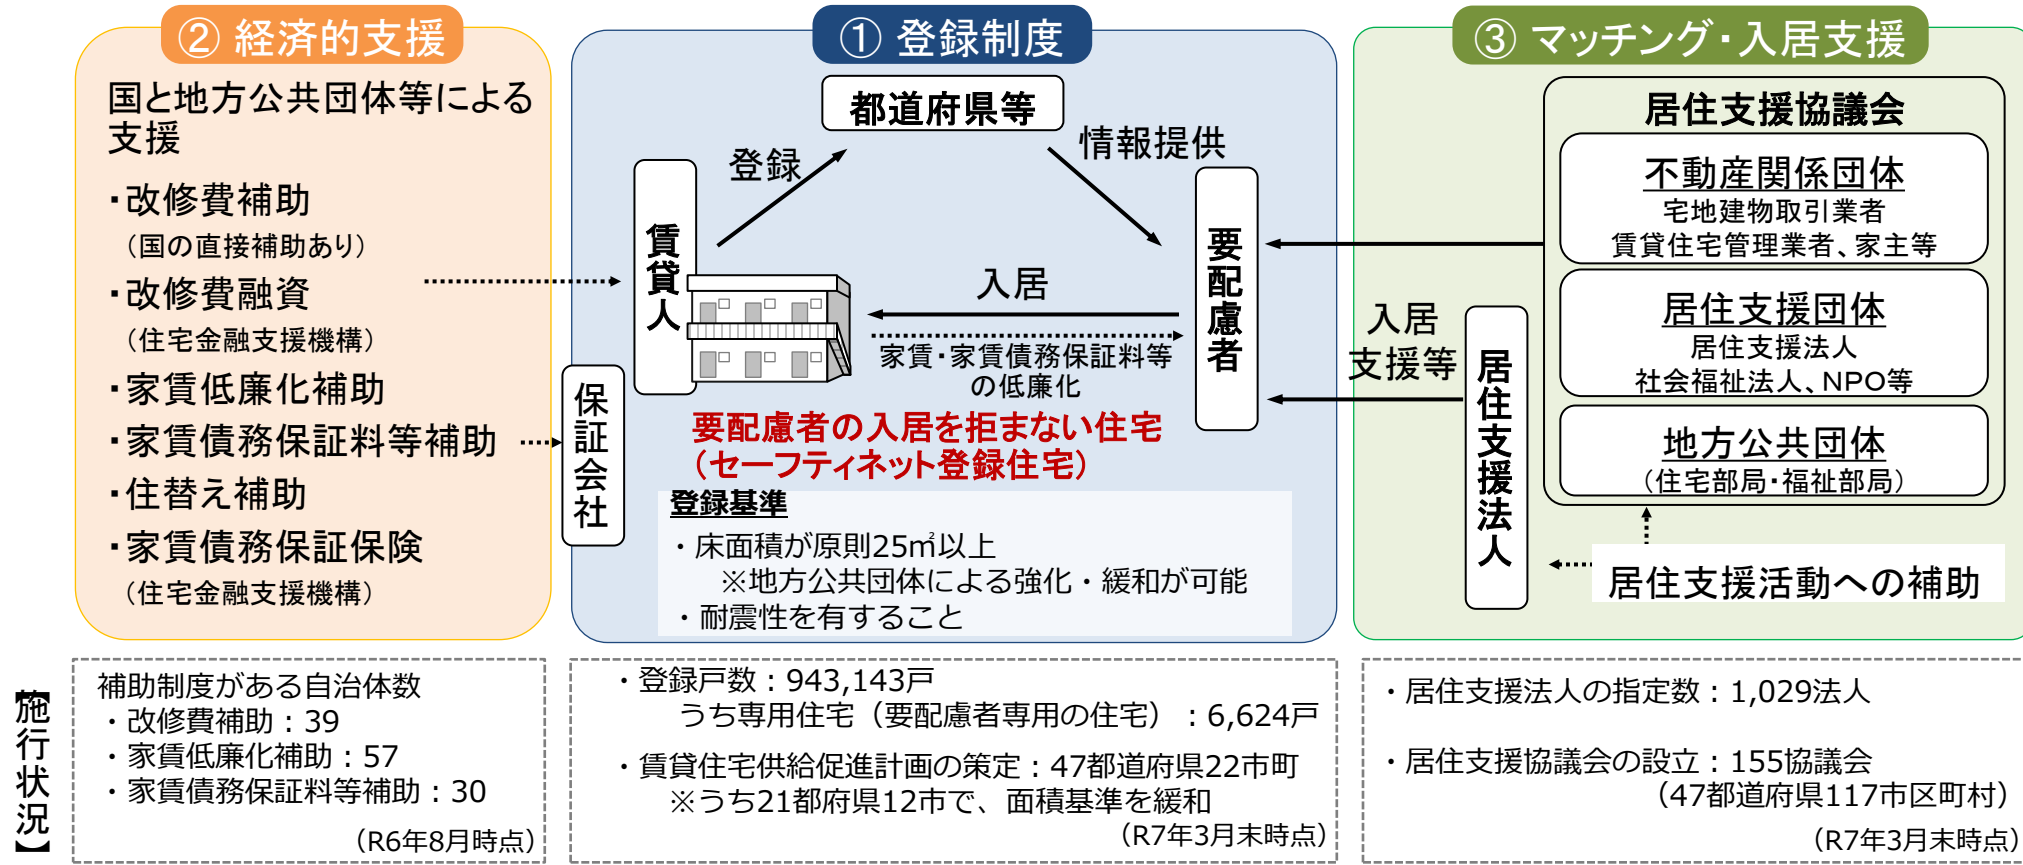 ② 経済的支援
国と地方公共団体等による
支援
・改修費補助
（国の直接補助あり）
・改修費融資
（住宅金融支援機構）
・家賃低廉化補助
・家賃債務保証料等補助
・住替え補助
・家賃債務保証保険
（住宅金融支援機構）
① 登録制度
都道府県等
登録
情報提供
賃貸人
要配慮者
入居
家賃・家賃債務保証料等
の低廉化
保証会社
要配慮者の入居を拒まない住宅
（セーフティネット登録住宅）
登録基準
・床面積が原則25㎡以上
※地方公共団体による強化・緩和が可能
・耐震性を有すること
③ マッチング・入居支援
居住支援協議会
不動産関係団体
宅地建物取引業者
賃貸住宅管理業者、家主等
居住支援団体
居住支援法人
社会福祉法人、NPO等
地方公共団体
（住宅部局・福祉部局）
入居
支援等
居住支援法人
居住支援活動への補助
【施行状況】
補助制度がある自治体数
・改修費補助：39
・家賃低廉化補助：57
・家賃債務保証料等補助：30
（R6年8月時点）
・登録戸数：943,143戸
うち専用住宅（要配慮者専用の住宅）：6,624戸
・賃貸住宅供給促進計画の策定：47都道府県22市町
※うち21都府県12市で、面積基準を緩和
（R7年3月末時点）
・居住支援法人の指定数：1,029法人
・居住支援協議会の設立：155協議会
（47都道府県117市区町村）
（R7年3月末時点）